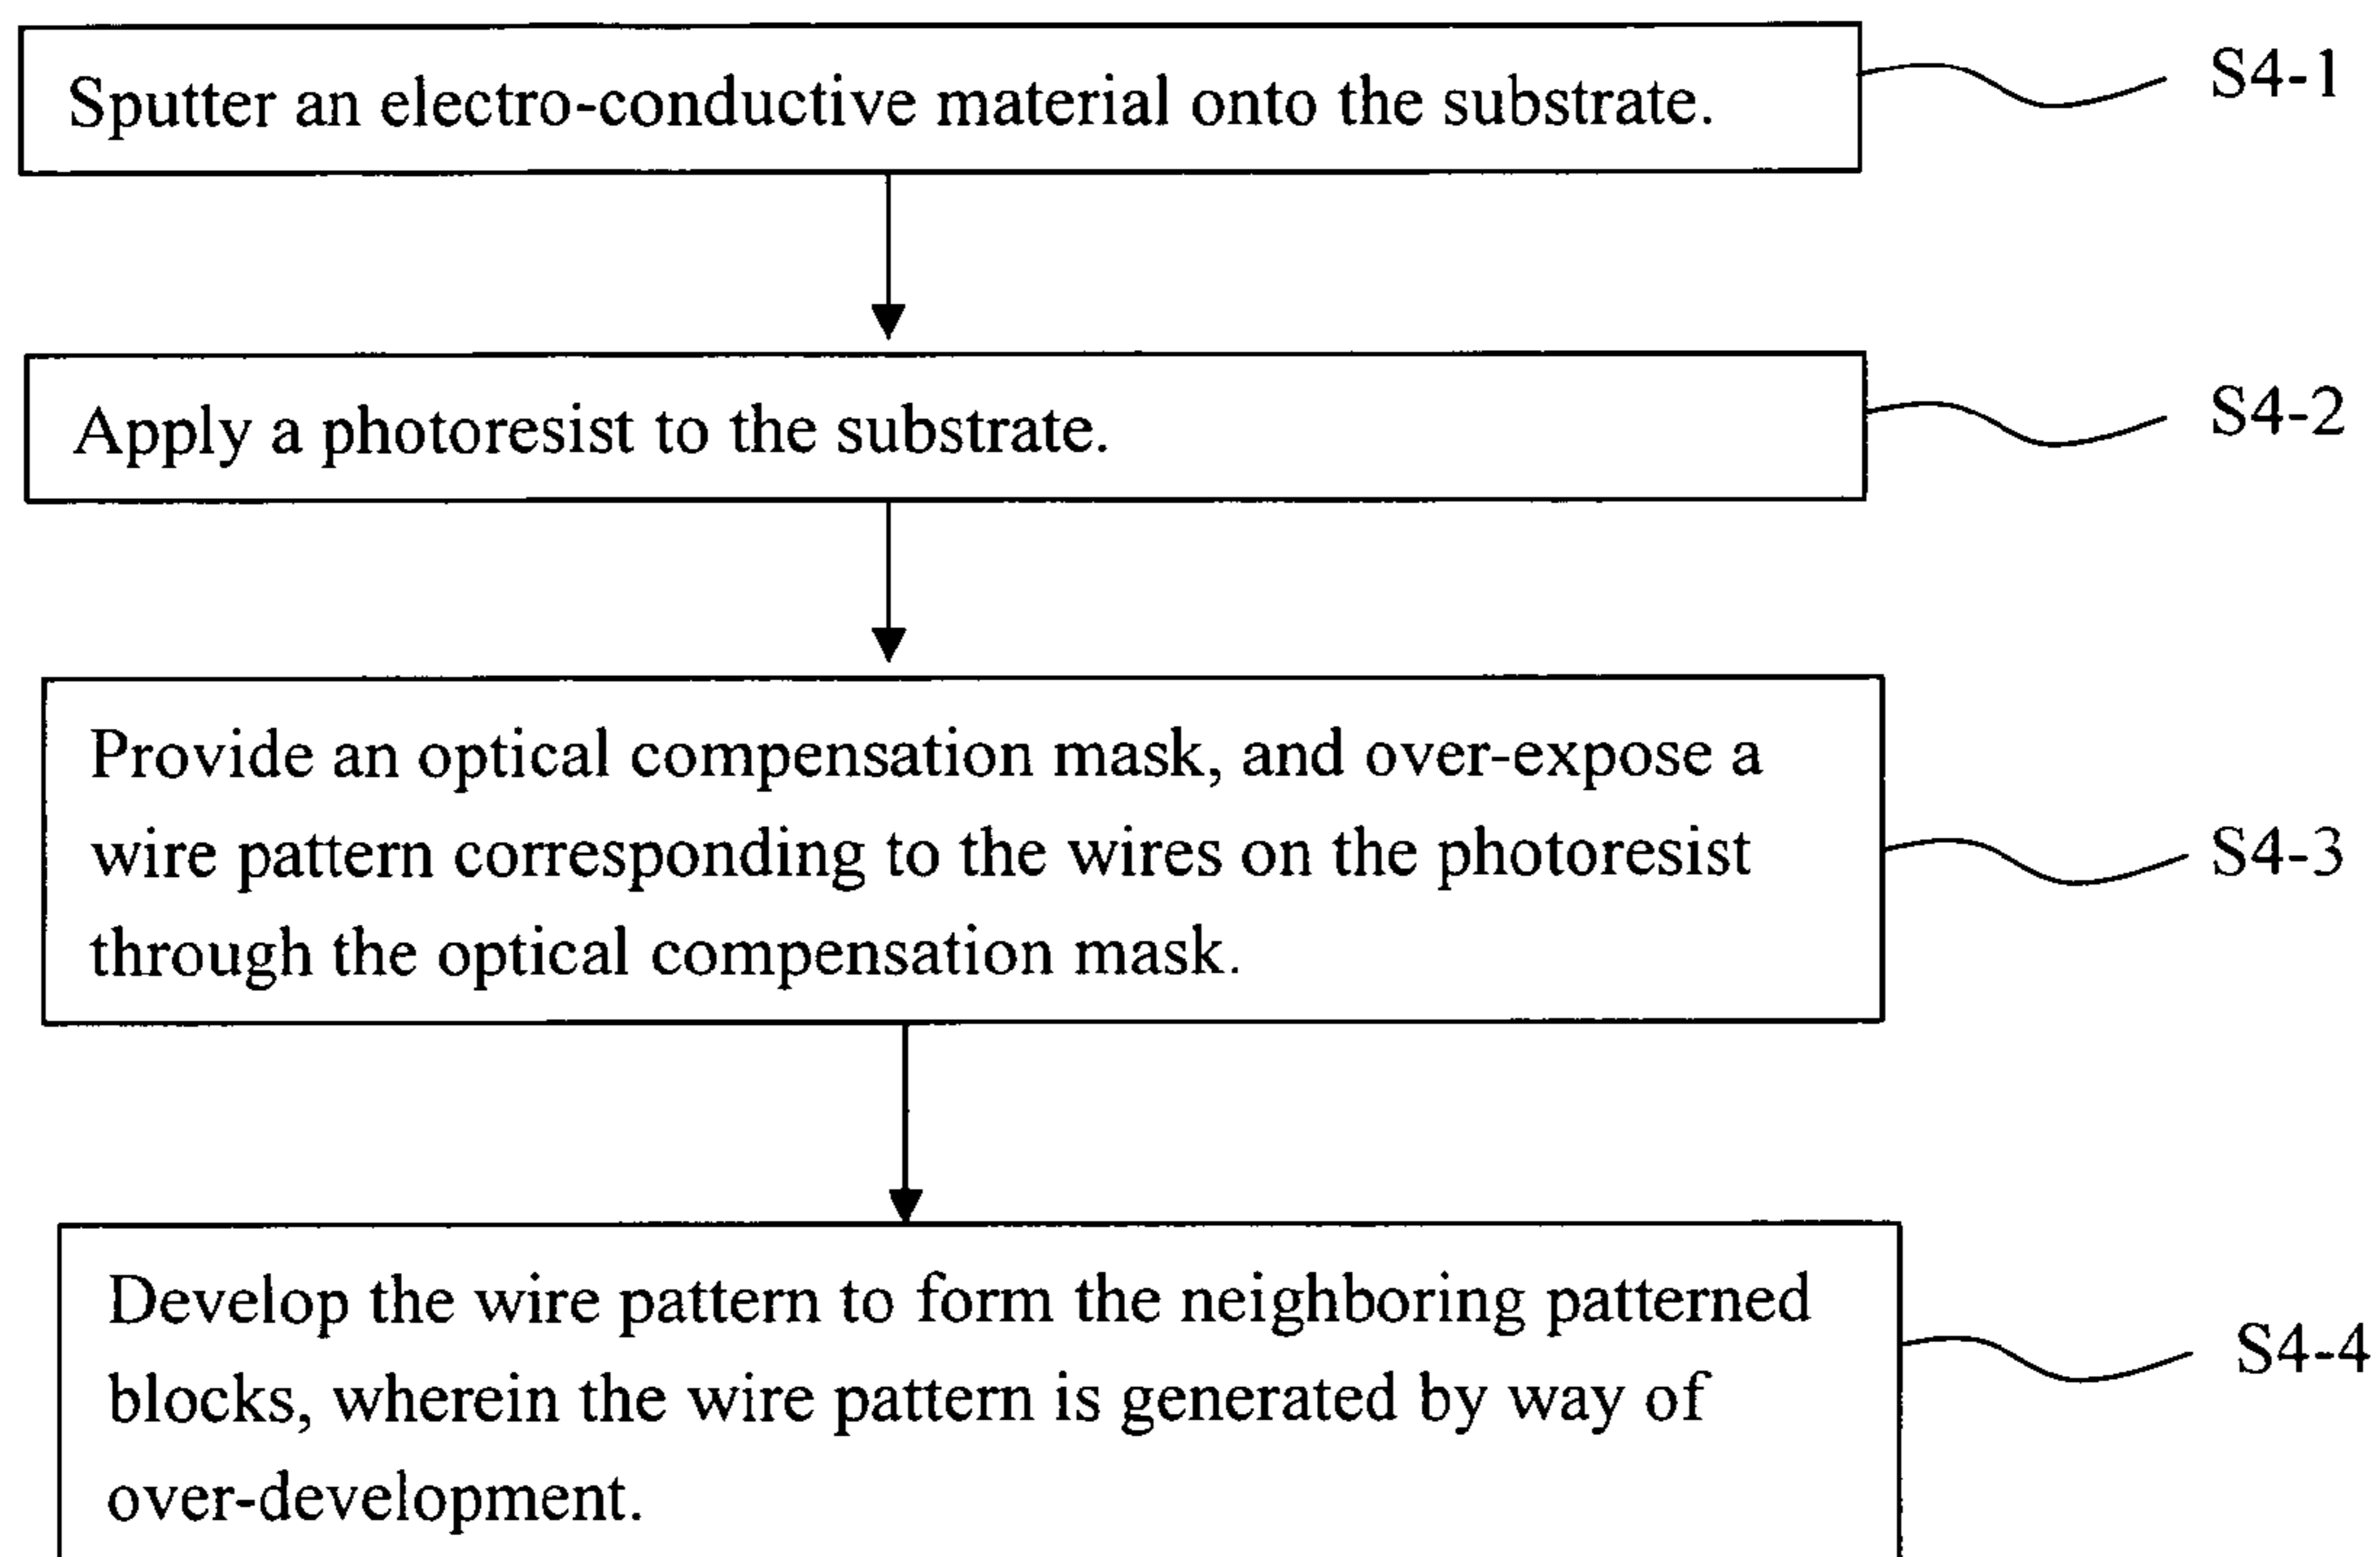 Sputter an electro-conductive material onto the substrate.
S4-1
Apply a photoresist to the substrate.
S4-2
Provide an optical compensation mask, and over-expose a
wire pattern corresponding to the wires on the photoresist
through the optical compensation mask.
S4-3
Develop the wire pattern to form the neighboring patterned
blocks, wherein the wire pattern is generated by way of
over-development.
S4-4